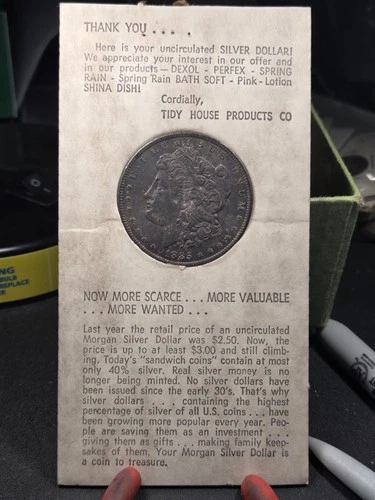 THANK YOU . . . .
Here is your uncirculated SILVER DOLLAR!
We appreciate your interest in our offer and
in our products — DEXOL - PERFEX - SPRING
RAIN - Spring Rain BATH SOFT - Pink - Lotion
SHINA DISH!
Cordially,
TIDY HOUSE PRODUCTS CO
1885
NOW MORE SCARCE . . . MORE VALUABLE
. . . MORE WANTED . . .
Last year the retail price of an uncirculated
Morgan Silver Dollar was $2.50. Now, the
price is up to at least $3.00 and still climb-
ing. Today's "sandwich coins" contain at most
only 40% silver. Real silver money is no
longer being minted. No silver dollars have
been issued since the early 30's. That's why
silver dollars . . . containing the highest
percentage of silver of all U.S. coins . . . have
been growing more popular every year. Peo-
ple are saving them as an investment . . .
giving them as gifts . . . making family keep-
sakes of them. Your Morgan Silver Dollar is
a coin to treasure.
NG
BULB
REPLACE